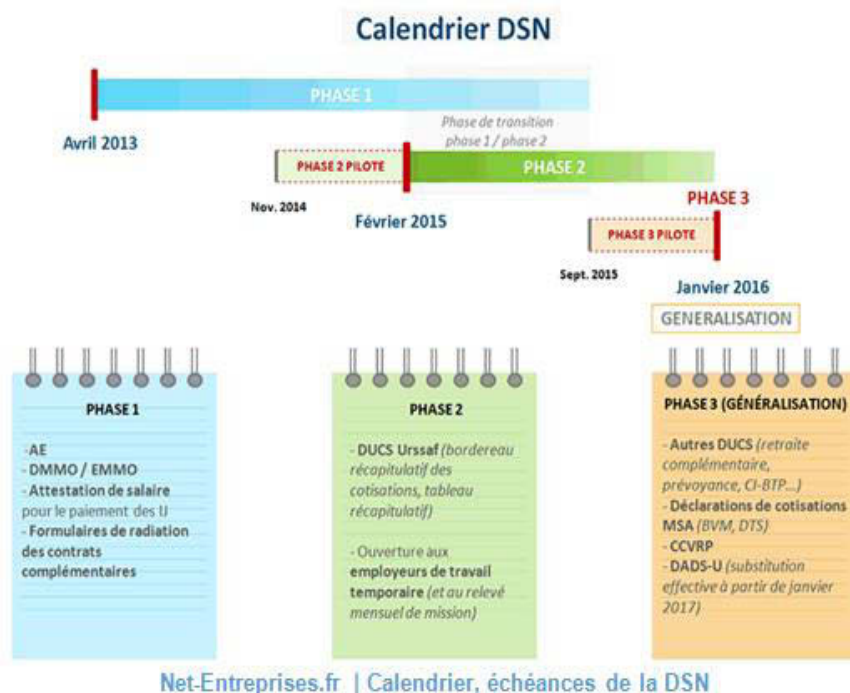 Calendrier DSN
PHASE 1
Avril 2013
Phase de transition
phase 1 / phase 2
PHASE 2 PILOTE
PHASE 2
Nov. 2014
Février 2015
PHASE 3
PHASE 3 PILOTE
Sept. 2015
Janvier 2016
GENERALISATION
PHASE 1
-AE
- DMMO / EMMO
- Attestation de salaire
pour le paiement des IJ
- Formulaires de radiation
des contrats
complémentaires
PHASE 2
- DUCS Urssaf (bordereau
récapitulatif des
cotisations, tableau
récapitulatif)
- Ouverture aux
employeurs de travail
temporaire (et au relevé
mensuel de mission)
PHASE 3 (GÉNÉRALISATION)
- Autres DUCS (retraite
complémentaire,
prévoyance, CI-BTP...)
- Déclarations de cotisations
MSA (BVM, DTS)
- CCVRP
- DADS-U (substitution
effective à partir de janvier
2017)
Net-Entreprises.fr | Calendrier, échéances de la DSN